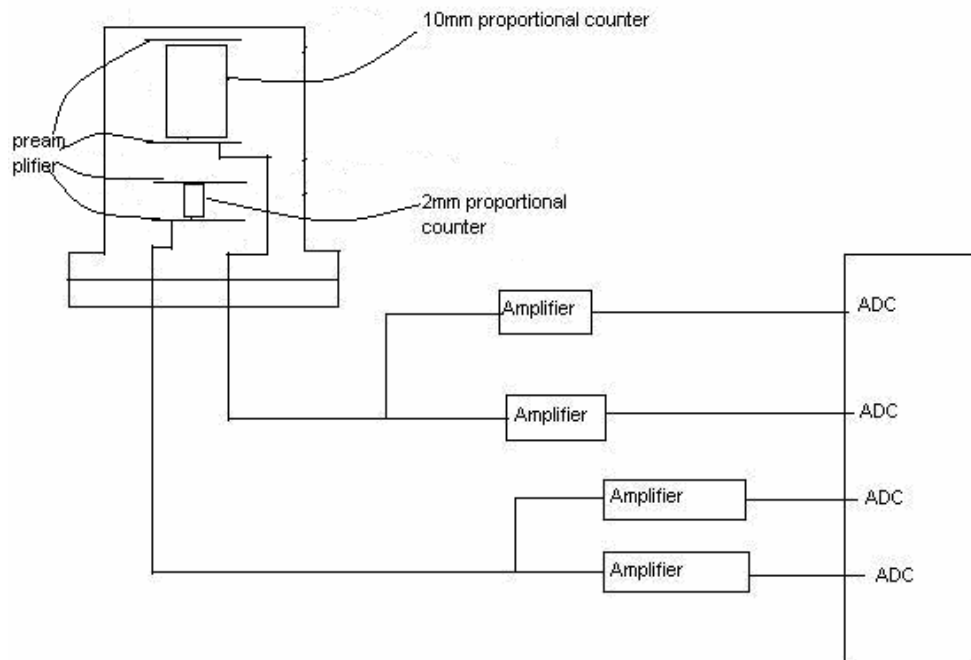 10mm proportional counter
pream
plifier
2mm proportional
counter
Amplifier
ADC
Amplifier
ADC
Amplifier
ADC
Amplifier
ADC